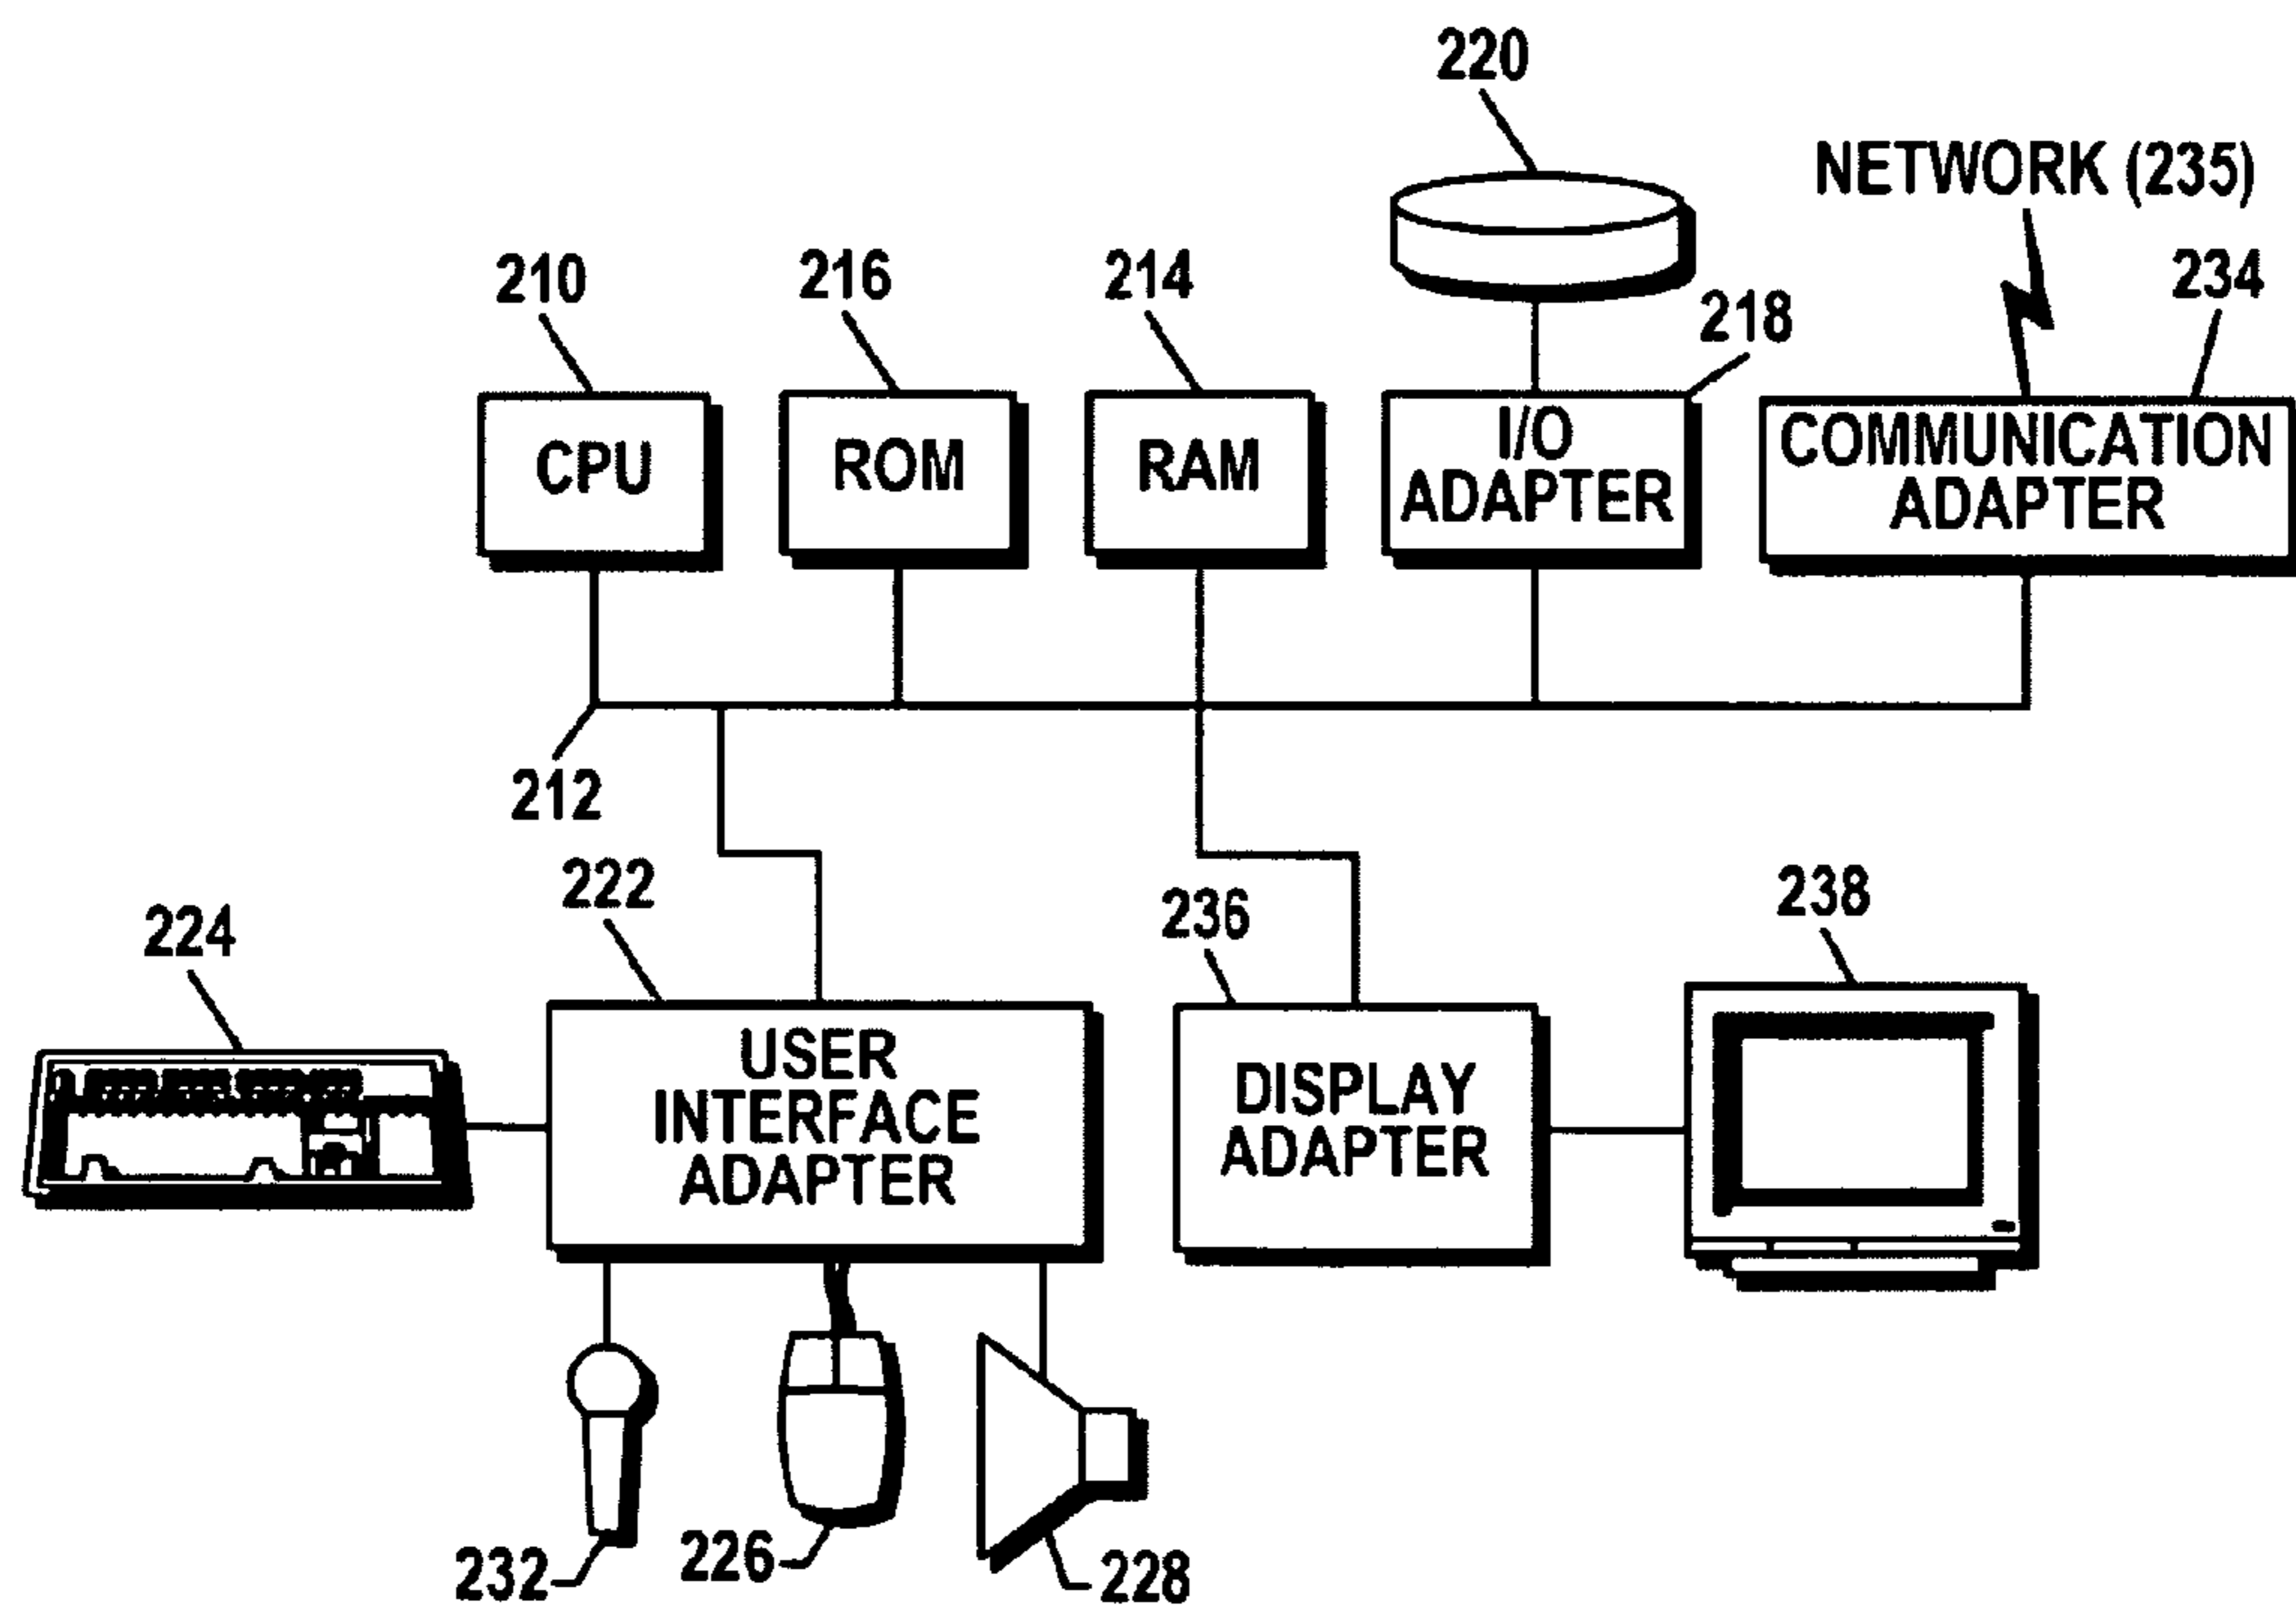 220
NETWORK (235)
210
216
214
218
234
CPU
ROM
RAM
I/O
ADAPTER
COMMUNICATION
ADAPTER
212
222
224
236
238
USER
INTERFACE
ADAPTER
DISPLAY
ADAPTER
232
226
228